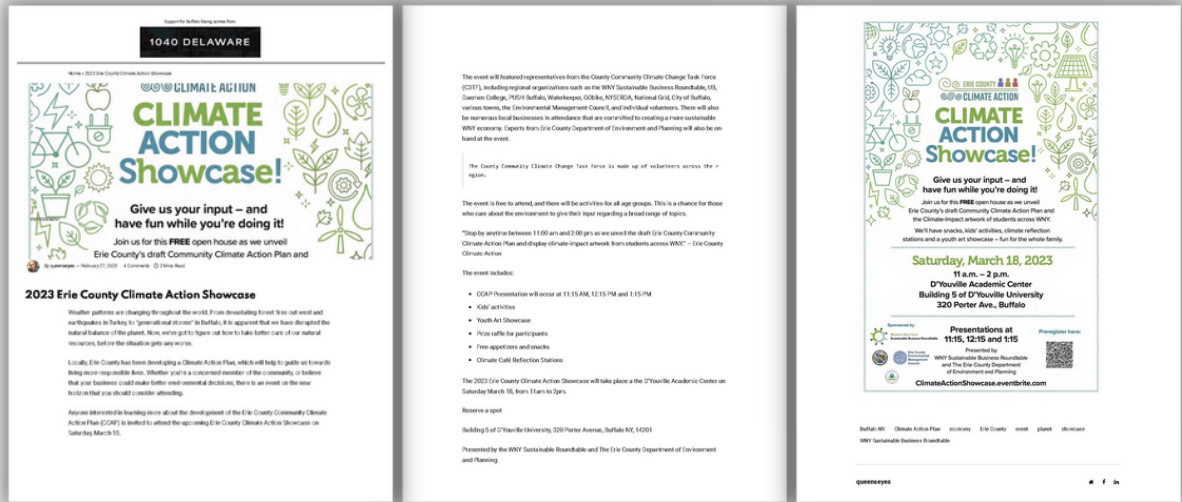 Support for Buffalo Rising comes from:
1040 DELAWARE
Home » 2023 Erie County Climate Action Showcase
CLIMATE ACTION
CLIMATE
ACTION
Showcase!
Give us your input – and
have fun while you're doing it!
Join us for this FREE open house as we unveil
Erie County's draft Community Climate Action Plan and
By queenseyes — February 27, 2023 4 Comments 2 Mins Read
2023 Erie County Climate Action Showcase
Weather patterns are changing throughout the world. From devastating forest fires out west and
earthquakes in Turkey, to "generational storms" in Buffalo, it is apparent that we have disrupted the
natural balance of the planet. Now, we've got to figure out how to take better care of our natural
resources, before the situation gets any worse.
Locally, Erie County has been developing a Climate Action Plan, which will help to guide us towards
living more responsible lives. Whether you're a concerned member of the community, or believe
that your business could make better environmental decisions, there is an event on the near
horizon that you should consider attending.
Anyone interested in learning more about the development of the Erie County Community Climate
Action Plan (CCAP) is invited to attend the upcoming Erie County Climate Action Showcase on
Saturday, March 18.
The event will featured representatives from the County Community Climate Change Task Force
(C3TF), including regional organizations such as the WNY Sustainable Business Roundtable, UB,
Daemen College, PUSH Buffalo, Waterkeeper, GObike, NYSERDA, National Grid, City of Buffalo,
various towns, the Environmental Management Council, and individual volunteers. There will also
be numerous local businesses in attendance that are committed to creating a more sustainable
WNY economy. Experts from Erie County Department of Environment and Planning will also be on-
hand at the event.
The County Community Climate Change Task Force is made up of volunteers across the r
egion.
The event is free to attend, and there will be activities for all age groups. This is a chance for those
who care about the environment to give their input regarding a broad range of topics.
"Stop by anytime between 11:00 am and 2:00 pm as we unveil the draft Erie County Community
Climate Action Plan and display climate-impact artwork from students across WNY." – Erie County
Climate Action
The event includes:
• CCAP Presentation will occur at 11:15 AM, 12:15 PM and 1:15 PM
• Kids' activities
• Youth Art Showcase
• Prize raffle for participants
• Free appetizers and snacks
• Climate Café Reflection Stations
The 2023 Erie County Climate Action Showcase will take place a the D'Youville Academic Center on
Saturday March 18, from 11am to 2pm.
Reserve a spot
Building 5 of D'Youville University, 320 Porter Avenue, Buffalo NY, 14201
Presented by the WNY Sustainable Roundtable and The Erie County Department of Environment
and Planning
ERIE COUNTY
CLIMATE ACTION
CLIMATE
ACTION
Showcase!
Give us your input – and
have fun while you're doing it!
Join us for this FREE open house as we unveil
Erie County's draft Community Climate Action Plan and
the Climate-Impact artwork of students across WNY.
We'll have snacks, kids' activities, climate reflection
stations and a youth art showcase – fun for the whole family.
Saturday, March 18, 2023
11 a.m. – 2 p.m.
D'Youville Academic Center
Building 5 of D'Youville University
320 Porter Ave., Buffalo
Sponsored by
Sustainable Business Roundtable
Presentations at
11:15, 12:15 and 1:15
Presented by
WNY Sustainable Business Roundtable
and The Erie County Department
of Environment and Planning
Preregister here:
ClimateActionShowcase.eventbrite.com
Buffalo NY Climate Action Plan economy Erie County event planet showcase
WNY Sustainable Business Roundtable
queenseyes